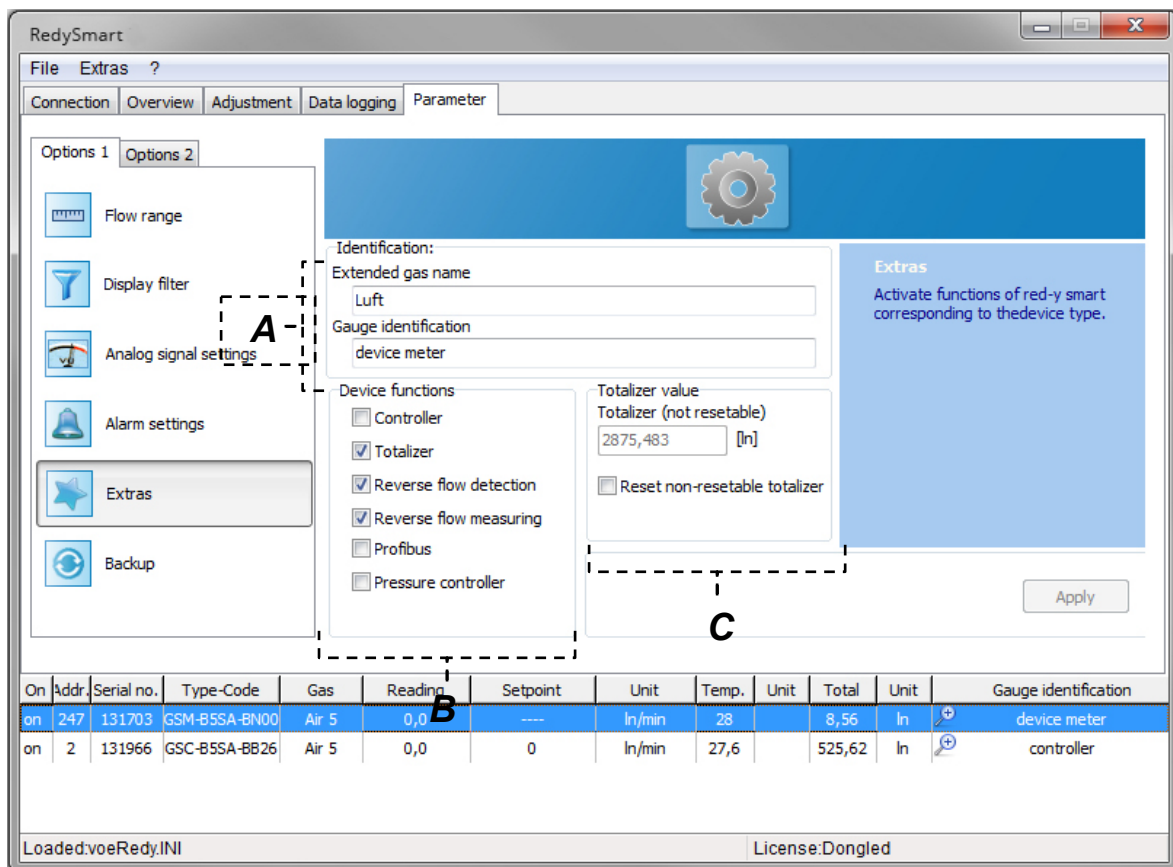 RedySmart
File Extras ?
Connection Overview Adjustment Data logging Parameter
Options 1 Options 2
Flow range
Display filter
Analog signal settings
Alarm settings
Extras
Backup
Identification:
Extended gas name
Luft
Gauge identification
device meter
A
Device functions
Controller
Totalizer
Reverse flow detection
Reverse flow measuring
Profibus
Pressure controller
B
Totalizer value
Totalizer (not resetable)
2875,483 [ln]
Reset non-resetable totalizer
C
Extras
Activate functions of red-y smart
corresponding to thedevice type.
Apply
On Addr. Serial no. Type-Code Gas Reading Setpoint Unit Temp. Unit Total Unit Gauge identification
on 247 131703 GSM-B5SA-BN00 Air 5 0,0 ---- ln/min 28 8,56 ln device meter
on 2 131966 GSC-B5SA-BB26 Air 5 0,0 0 ln/min 27,6 525,62 ln controller
Loaded:voeRedy.INI License:Dongled